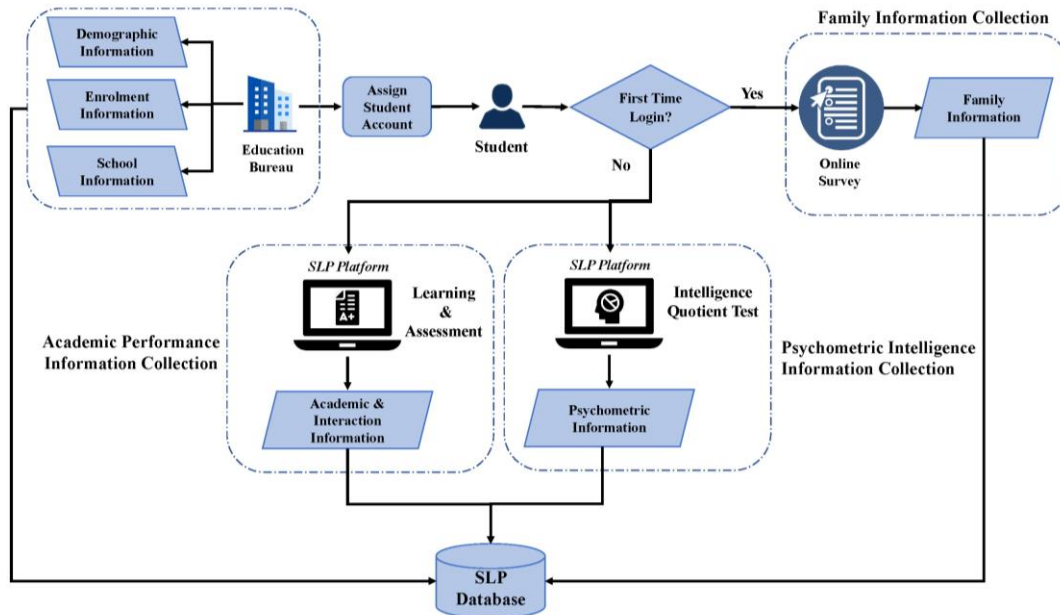 Family Information Collection
Demographic
Information
Enrolment
Information
School
Information
Education
Bureau
Assign
Student
Account
Student
First Time
Login?
Yes
No
Online
Survey
Family
Information
SLP Platform
Learning
&
Assessment
A+
Academic Performance
Information Collection
Academic &
Interaction
Information
SLP Platform
Intelligence
Quotient Test
Psychometric Intelligence
Information Collection
Psychometric
Information
SLP
Database